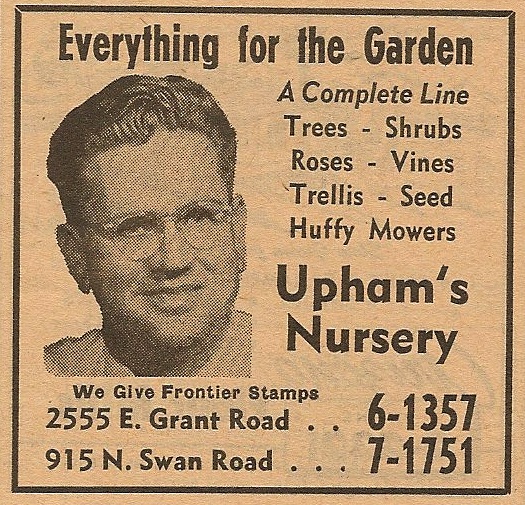 Everything for the Garden
A Complete Line
Trees - Shrubs
Roses - Vines
Trellis - Seed
Huffy Mowers
Upham's
Nursery
We Give Frontier Stamps
2555 E. Grant Road . . 6-1357
915 N. Swan Road . . . 7-1751